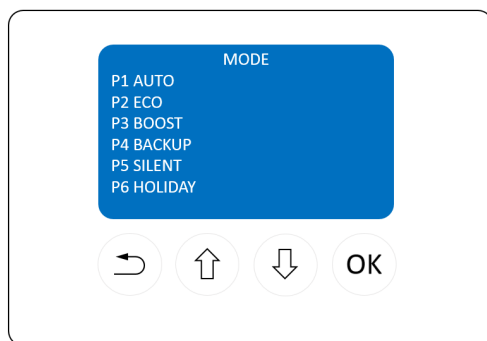 MODE
P1 AUTO
P2 ECO
P3 BOOST
P4 BACKUP
P5 SILENT
P6 HOLIDAY
OK